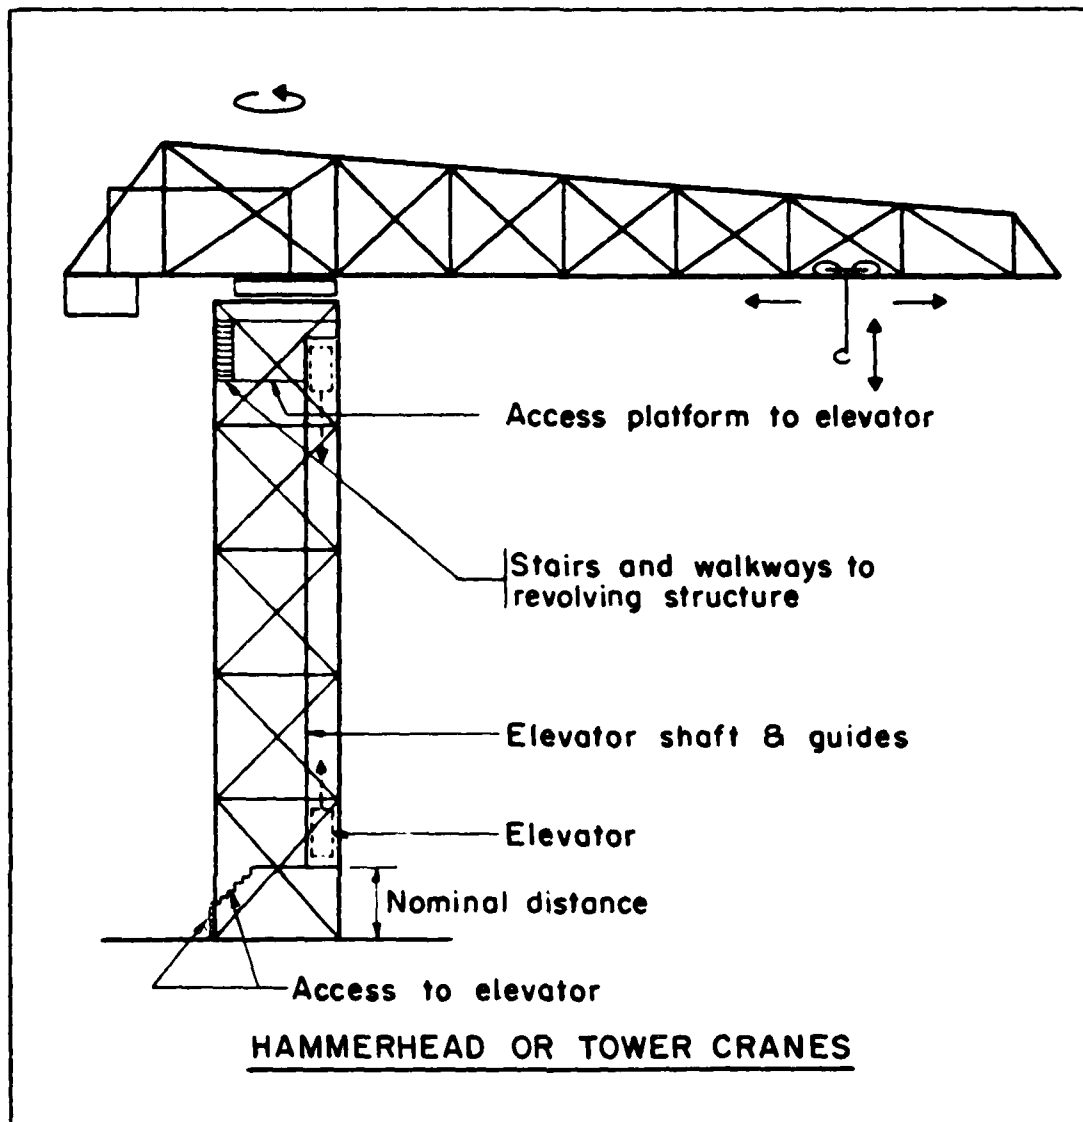 Access platform to elevator
Stairs and walkways to
revolving structure
Elevator shaft & guides
Elevator
Nominal distance
Access to elevator
HAMMERHEAD OR TOWER CRANES